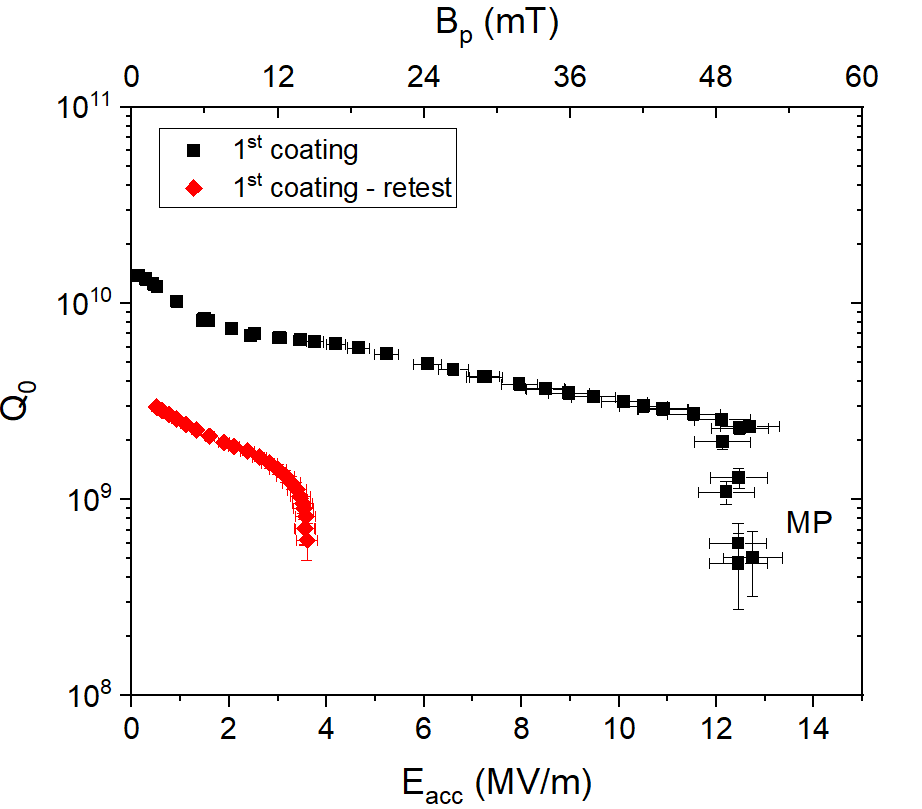 Bp (mT)
0 12 24 36 48 60
10¹¹
1st coating
1st coating - retest
10¹⁰
Q0
10⁹
MP
10⁸
0 2 4 6 8 10 12 14
Eacc (MV/m)